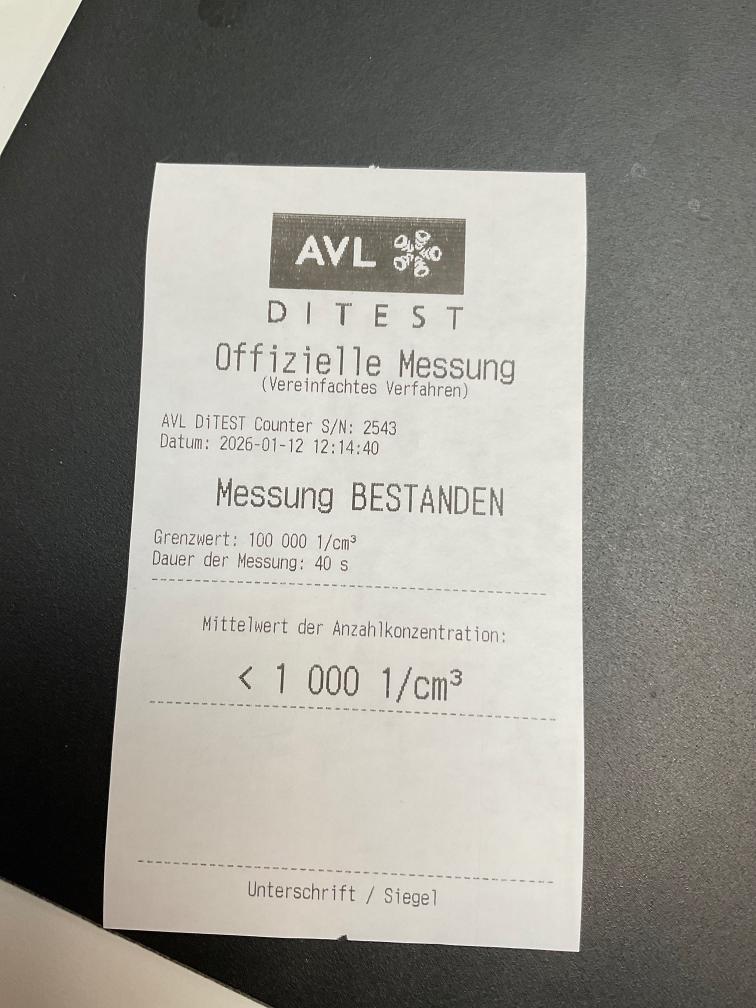 AVL
DITEST
Offizielle Messung
(Vereinfachtes Verfahren)
AVL DiTEST Counter S/N: 2543
Datum: 2026-01-12 12:14:40
Messung BESTANDEN
Grenzwert: 100 000 1/cm³
Dauer der Messung: 40 s
Mittelwert der Anzahlkonzentration:
< 1 000 1/cm³
Unterschrift / Siegel